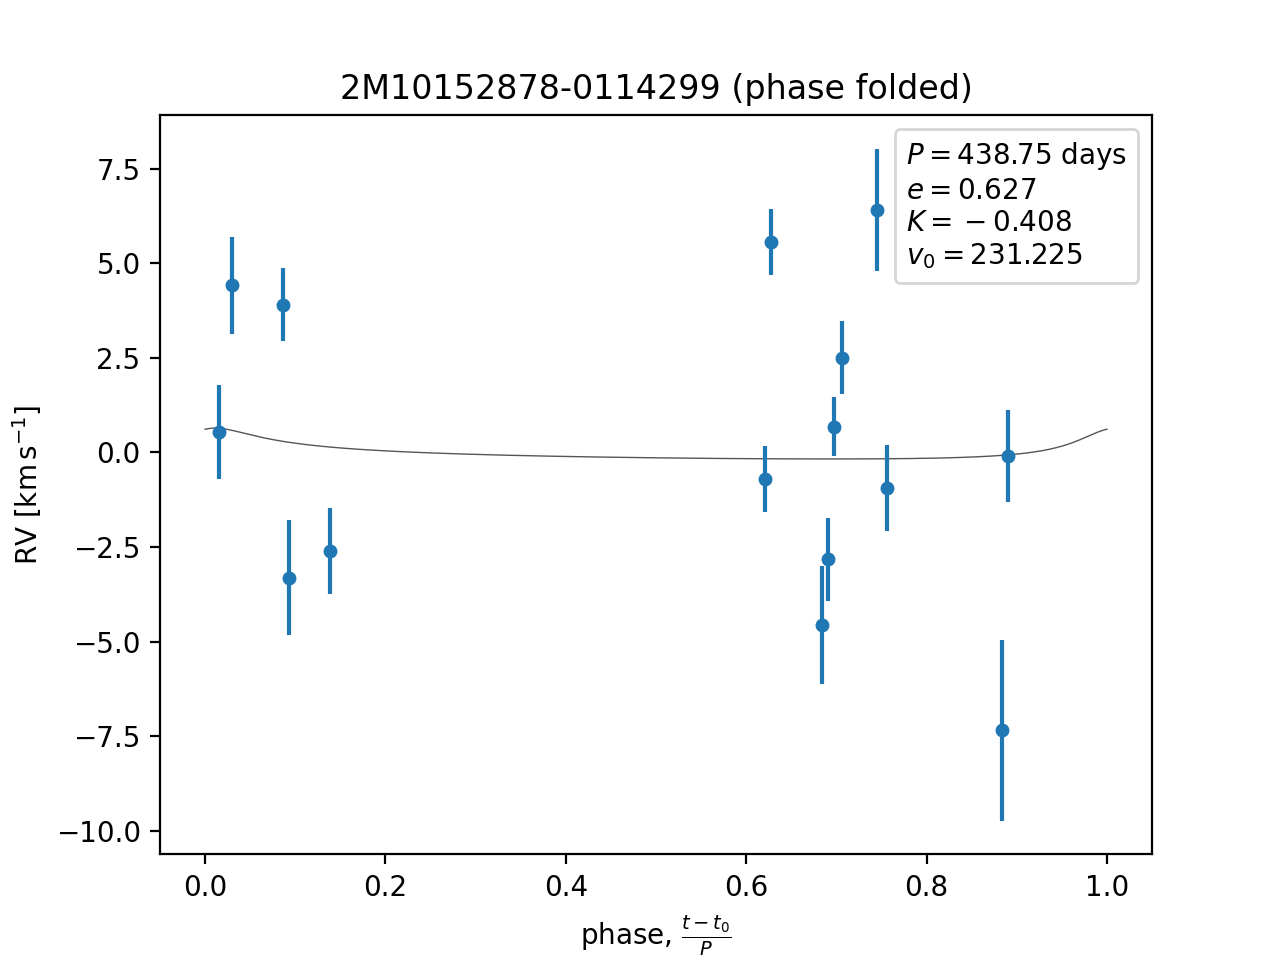 2M10152878-0114299 (phase folded)
P = 438.75 days
e = 0.627
K = −0.408
v₀ = 231.225
7.5
5.0
2.5
0.0
−2.5
−5.0
−7.5
−10.0
RV [km s⁻¹]
0.0 0.2 0.4 0.6 0.8 1.0
phase, (t − t₀)/P